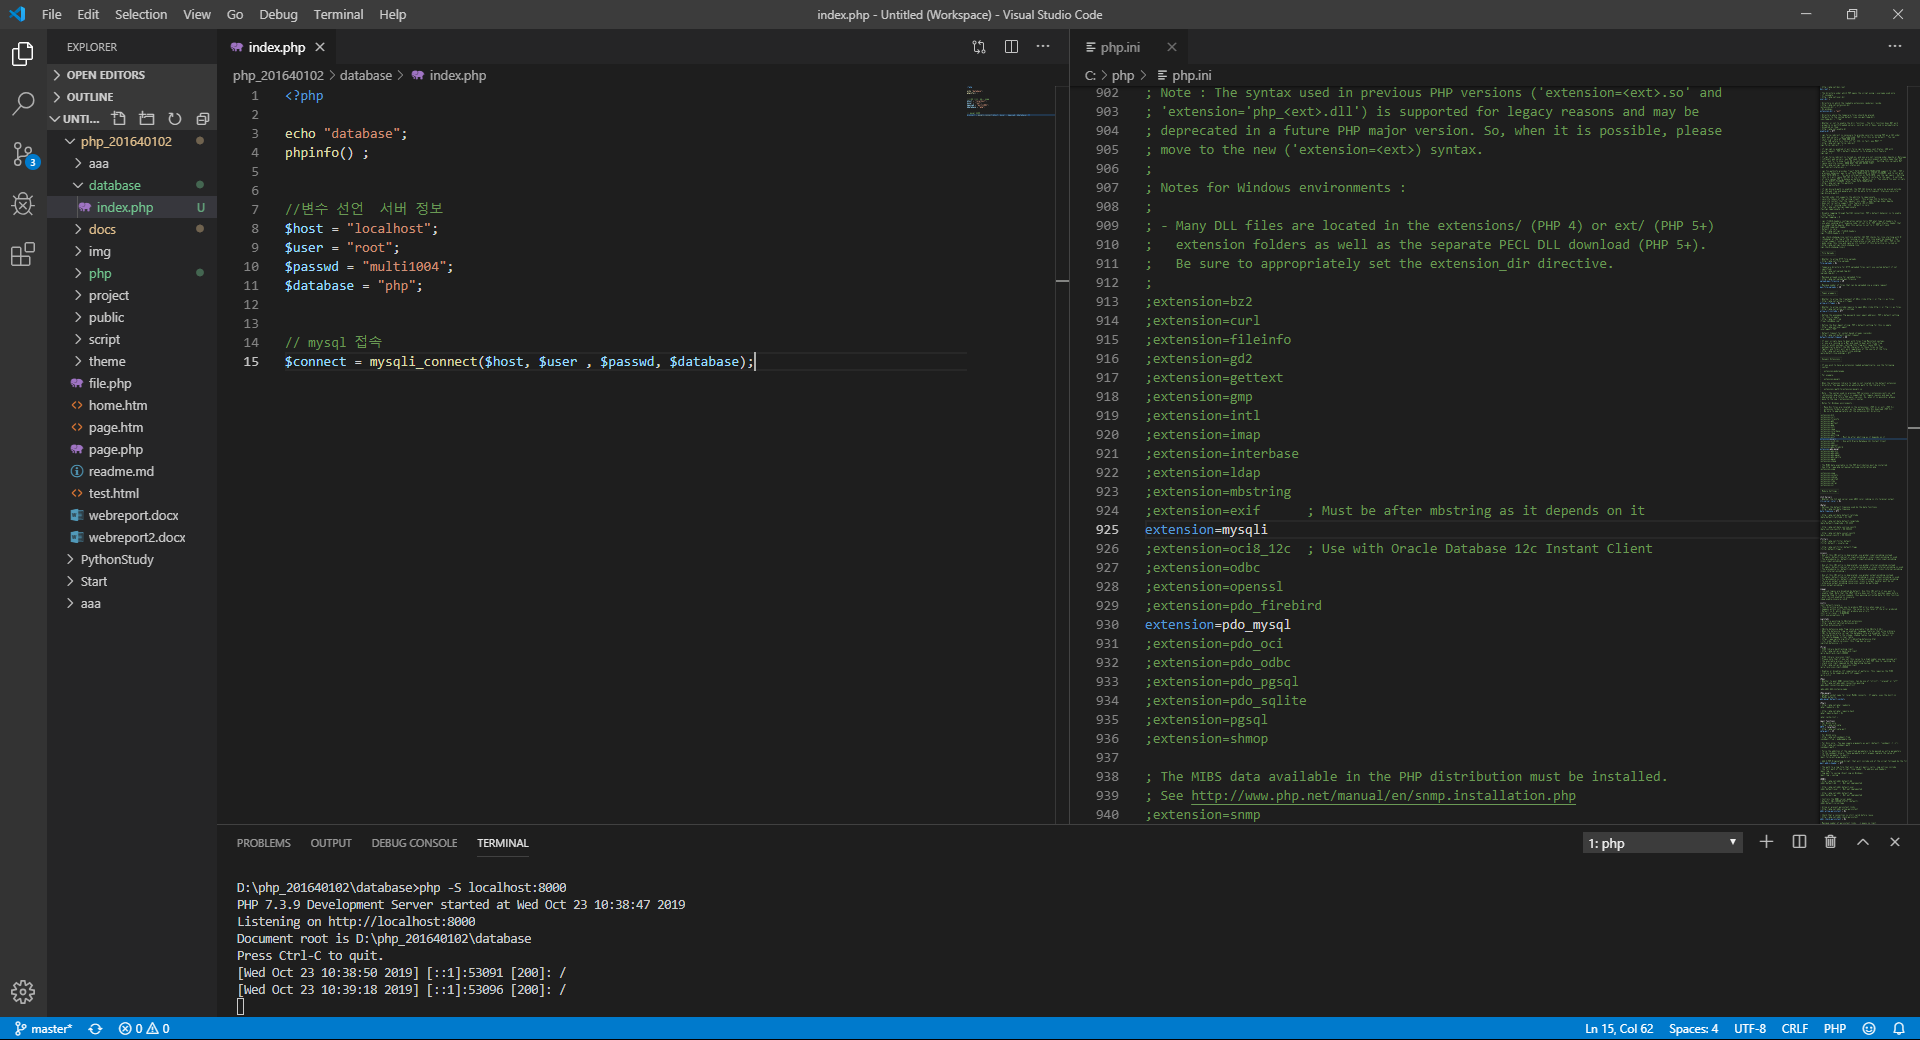 File Edit Selection View Go Debug Terminal Help
index.php - Untitled (Workspace) - Visual Studio Code
EXPLORER
OPEN EDITORS
OUTLINE
UNTI...
php_201640102
aaa
database
index.php U
docs
img
php
project
public
script
theme
file.php
home.htm
page.htm
page.php
readme.md
test.html
webreport.docx
webreport2.docx
PythonStudy
Start
aaa
3
index.php
php_201640102 > database > index.php
1 <?php
2
3 echo "database";
4 phpinfo() ;
5
6
7 //변수 선언  서버 정보
8 $host = "localhost";
9 $user = "root";
10 $passwd = "multi1004";
11 $database = "php";
12
13
14 // mysql 접속
15 $connect = mysqli_connect($host, $user , $passwd, $database);
php.ini
C: > php > php.ini
902 ; Note : The syntax used in previous PHP versions ('extension=<ext>.so' and
903 ; 'extension='php_<ext>.dll') is supported for legacy reasons and may be
904 ; deprecated in a future PHP major version. So, when it is possible, please
905 ; move to the new ('extension=<ext>) syntax.
906 ;
907 ; Notes for Windows environments :
908 ;
909 ; - Many DLL files are located in the extensions/ (PHP 4) or ext/ (PHP 5+)
910 ;   extension folders as well as the separate PECL DLL download (PHP 5+).
911 ;   Be sure to appropriately set the extension_dir directive.
912 ;
913 ;extension=bz2
914 ;extension=curl
915 ;extension=fileinfo
916 ;extension=gd2
917 ;extension=gettext
918 ;extension=gmp
919 ;extension=intl
920 ;extension=imap
921 ;extension=interbase
922 ;extension=ldap
923 ;extension=mbstring
924 ;extension=exif      ; Must be after mbstring as it depends on it
925 extension=mysqli
926 ;extension=oci8_12c  ; Use with Oracle Database 12c Instant Client
927 ;extension=odbc
928 ;extension=openssl
929 ;extension=pdo_firebird
930 extension=pdo_mysql
931 ;extension=pdo_oci
932 ;extension=pdo_odbc
933 ;extension=pdo_pgsql
934 ;extension=pdo_sqlite
935 ;extension=pgsql
936 ;extension=shmop
937
938 ; The MIBS data available in the PHP distribution must be installed.
939 ; See http://www.php.net/manual/en/snmp.installation.php
940 ;extension=snmp
PROBLEMS OUTPUT DEBUG CONSOLE TERMINAL
1: php
D:\php_201640102\database>php -S localhost:8000
PHP 7.3.9 Development Server started at Wed Oct 23 10:38:47 2019
Listening on http://localhost:8000
Document root is D:\php_201640102\database
Press Ctrl-C to quit.
[Wed Oct 23 10:38:50 2019] [::1]:53091 [200]: /
[Wed Oct 23 10:39:18 2019] [::1]:53096 [200]: /
master* 0 0
Ln 15, Col 62 Spaces: 4 UTF-8 CRLF PHP